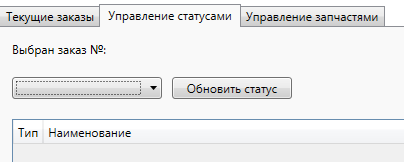 Текущие заказы Управление статусами Управление запчастями
Выбран заказ №:
Обновить статус
Тип Наименование